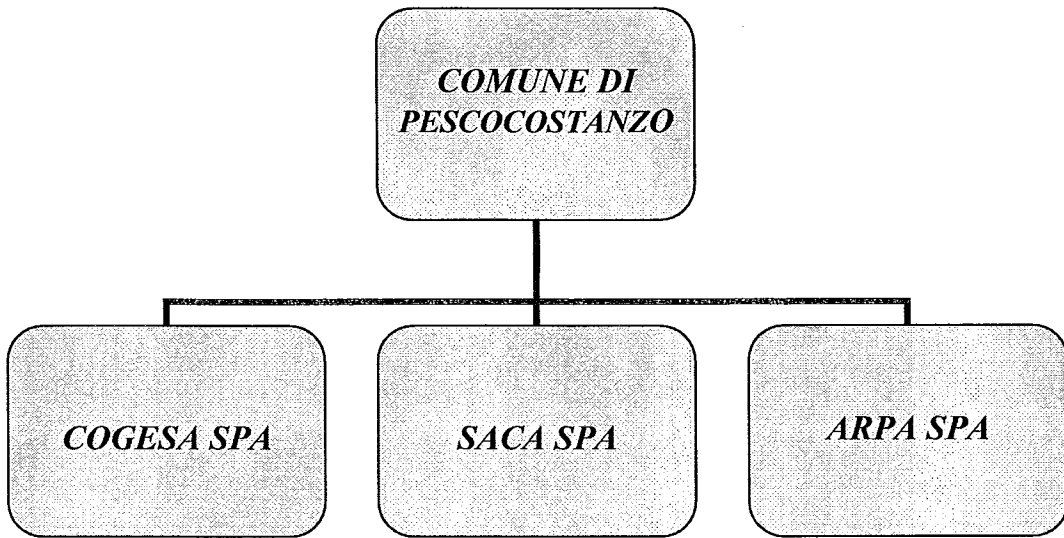 COMUNE DI
PESCOCOSTANZO
COGESA SPA
SACA SPA
ARPA SPA